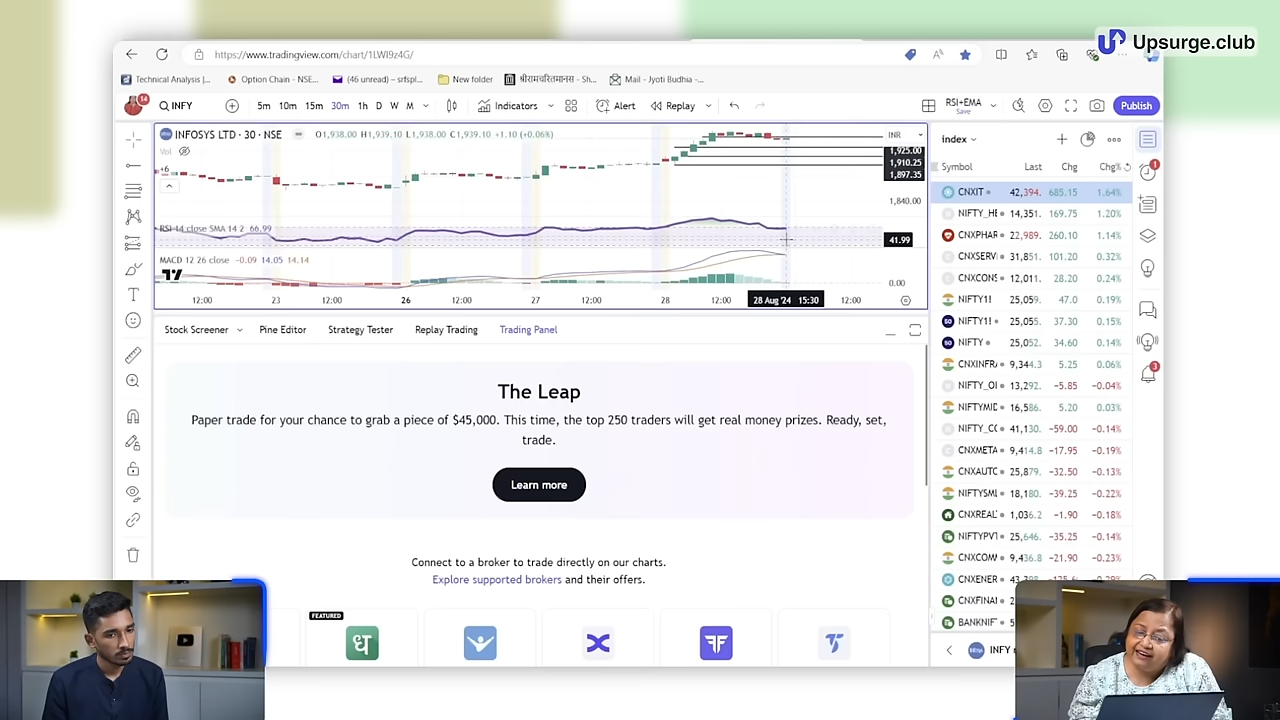 Upsurge.club
https://www.tradingview.com/chart/1LWI9z4G/
Technical Analysis |... Option Chain - NSE... (46 unread) – srfspl... New folder श्रीरामचरितमानस - Sh... Mail – Jyoti Budhia –...
14 INFY 5m 10m 15m 30m 1h D W M Indicators Alert Replay RSI+EMA Save Publish
INFOSYS LTD · 30 · NSE O1,938.00 H1,939.10 L1,938.00 C1,939.10 +1.10 (+0.06%) INR
Vol
1,925.00
1,910.25
1,897.35
+6
1,840.00
RSI 14 close SMA 14 2 66.99
41.99
MACD 12 26 close −0.09 14.05 14.14
0.00
12:00 23 12:00 26 12:00 27 12:00 28 12:00 28 Aug '24 15:30 12:00
Stock Screener Pine Editor Strategy Tester Replay Trading Trading Panel
The Leap
Paper trade for your chance to grab a piece of $45,000. This time, the top 250 traders will get real money prizes. Ready, set,
trade.
Learn more
Connect to a broker to trade directly on our charts.
Explore supported brokers and their offers.
FEATURED
ध
index
Symbol Last Chg Chg%
CNXIT 42,394. 685.15 1.64%
NIFTY_HE 14,351. 169.75 1.20%
CNXPHAR 22,989. 260.10 1.14%
CNXSERV 31,851. 101.20 0.32%
CNXCONS 12,011. 28.20 0.24%
NIFTY1! 25,059. 47.0 0.19%
NIFTY1! 25,055. 37.30 0.15%
NIFTY 25,052. 34.60 0.14%
CNXINFR 9,344.3 5.25 0.06%
NIFTY_OI 13,292. −5.85 −0.04%
NIFTYMID 16,586. 5.20 0.03%
NIFTY_CO 41,130. −59.00 −0.14%
CNXMETA 9,414.8 −17.95 −0.19%
CNXAUTO 25,879. −32.50 −0.13%
NIFTYSML 18,180. −39.25 −0.22%
CNXREAL 1,036.2 −1.90 −0.18%
NIFTYPVT 25,646. −35.25 −0.14%
CNXCOM 9,436.8 −21.90 −0.23%
CNXENER
CNXFINAI
BANKNIF
INFY
1
3